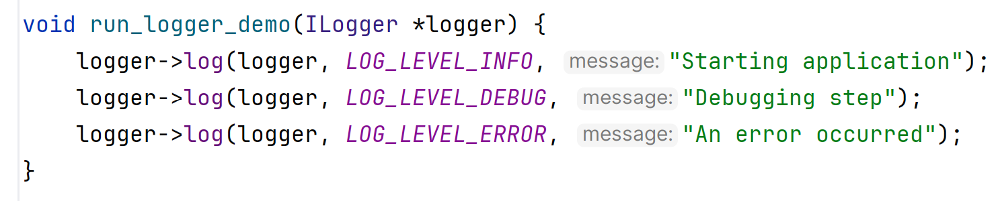 void run_logger_demo(ILogger *logger) {
    logger->log(logger, LOG_LEVEL_INFO, message: "Starting application");
    logger->log(logger, LOG_LEVEL_DEBUG, message: "Debugging step");
    logger->log(logger, LOG_LEVEL_ERROR, message: "An error occurred");
}